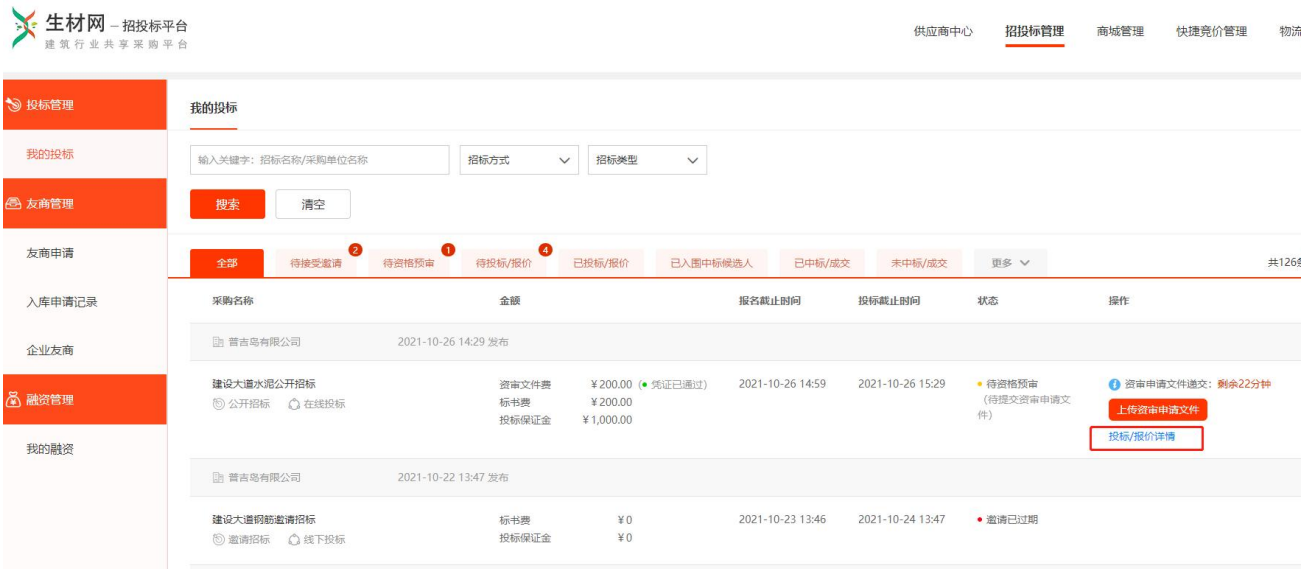 生材网 - 招投标平台
建筑行业共享采购平台
供应商中心 招投标管理 商城管理 快捷竞价管理 物流
投标管理
我的投标
友商管理
友商申请
入库申请记录
企业友商
融资管理
我的融资
我的投标
输入关键字：招标名称/采购单位名称 招标方式 招标类型
搜索 清空
全部 待接受邀请 2 待资格预审 1 待投标/报价 4 已投标/报价 已入围中标候选人 已中标/成交 未中标/成交 更多 共126条
采购名称 金额 报名截止时间 投标截止时间 状态 操作
普吉岛有限公司 2021-10-26 14:29 发布
建设大道水泥公开招标 资审文件费 ¥200.00 (● 凭证已通过) 2021-10-26 14:59 2021-10-26 15:29 待资格预审 资审申请文件递交：剩余22分钟
公开招标 在线投标 标书费 ¥200.00 （待提交资审申请文件） 上传资审申请文件
投标保证金 ¥1,000.00 投标/报价详情
普吉岛有限公司 2021-10-22 13:47 发布
建设大道钢筋邀请招标 标书费 ¥0 2021-10-23 13:46 2021-10-24 13:47 邀请已过期
邀请招标 线下投标 投标保证金 ¥0